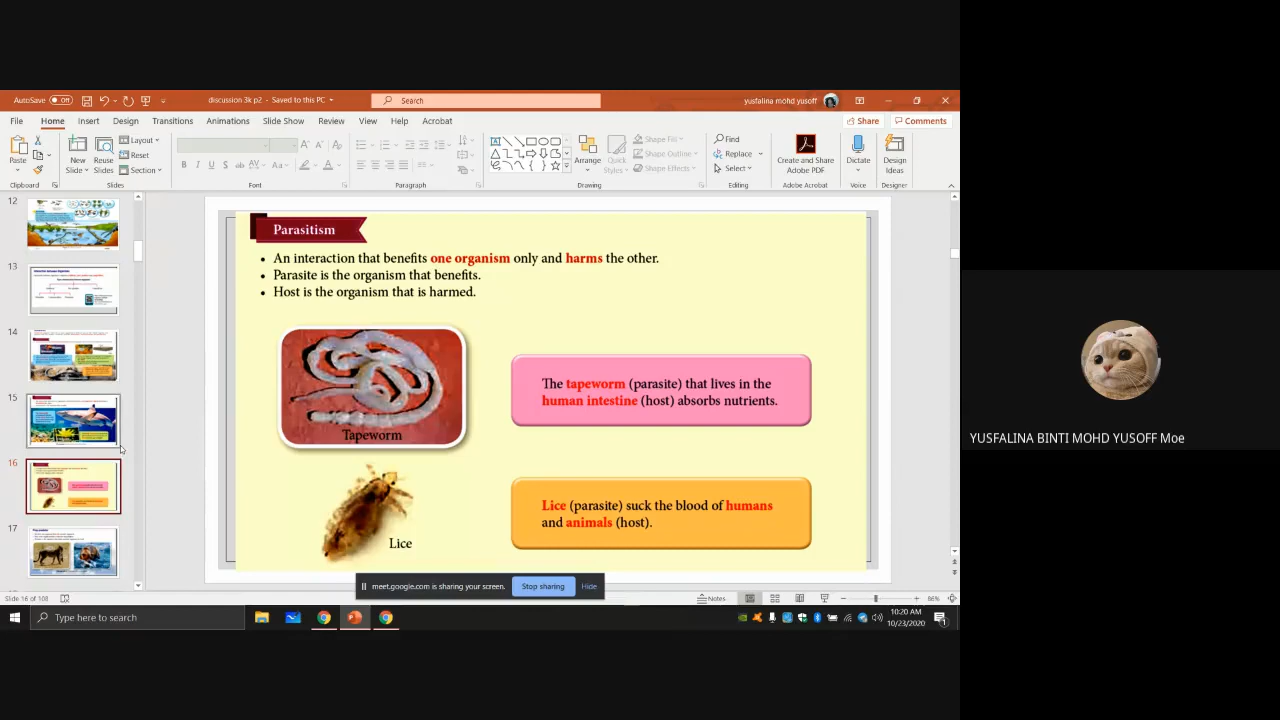 AutoSave Off
discussion 3k p2 - Saved to this PC
Search
yusfalina mohd yusoff
File Home Insert Design Transitions Animations Slide Show Review View Help Acrobat
Share Comments
Paste
New Slide
Reuse Slides
Layout
Reset
Section
Arrange
Quick Styles
Shape Fill
Shape Outline
Shape Effects
Find
Replace
Select
Create and Share Adobe PDF
Dictate
Design Ideas
Clipboard Slides Font Paragraph Drawing Editing Adobe Acrobat Voice Designer
12
13
14
15
16
17
Parasitism
• An interaction that benefits one organism only and harms the other.
• Parasite is the organism that benefits.
• Host is the organism that is harmed.
Tapeworm
The tapeworm (parasite) that lives in the
human intestine (host) absorbs nutrients.
Lice
Lice (parasite) suck the blood of humans
and animals (host).
YUSFALINA BINTI MOHD YUSOFF Moe
meet.google.com is sharing your screen. Stop sharing Hide
Slide 16 of 108
Notes
86%
Type here to search
10:20 AM
10/23/2020